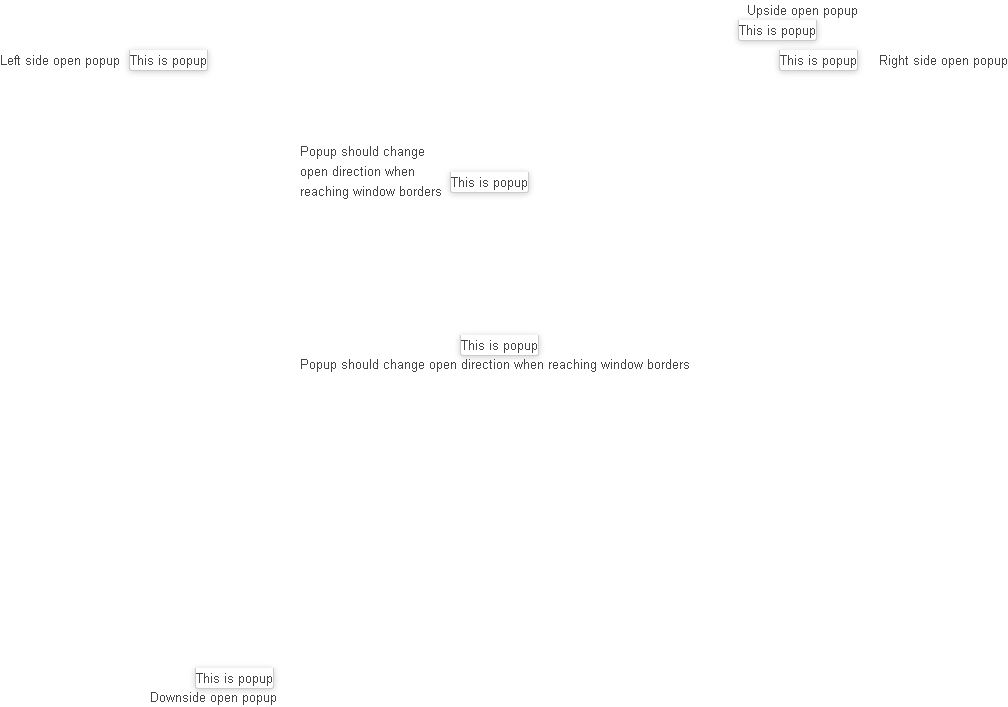 Upside open popup
This is popup
Left side open popup
This is popup
This is popup
Right side open popup
Popup should change
open direction when
reaching window borders
This is popup
This is popup
Popup should change open direction when reaching window borders
This is popup
Downside open popup